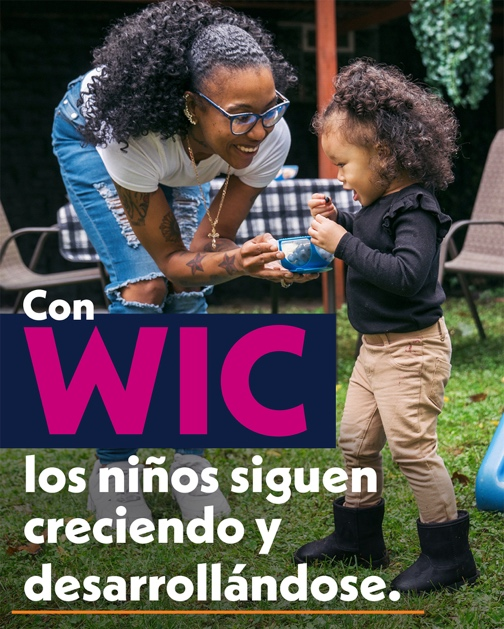 Con
WIC
los niños siguen
creciendo y
desarrollándose.